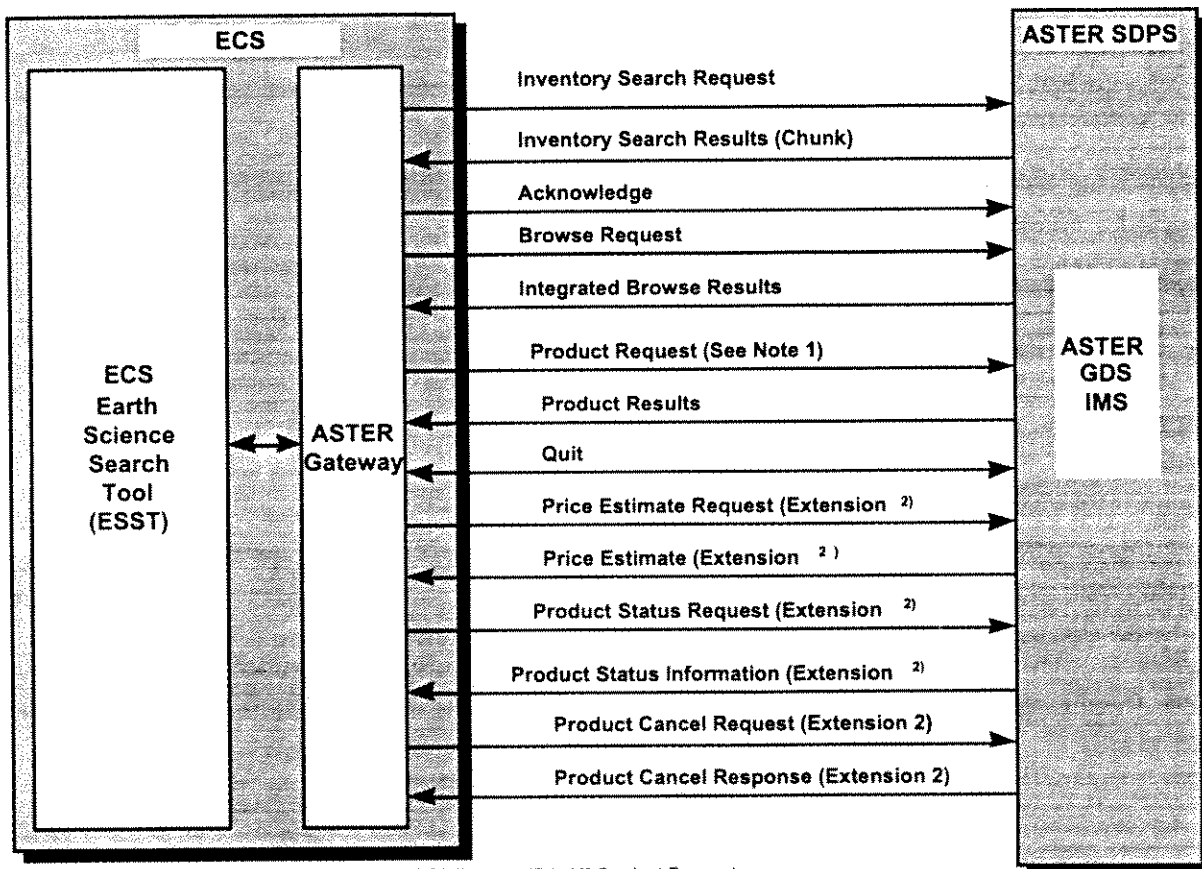 ECS
ASTER SDPS
Inventory Search Request
Inventory Search Results (Chunk)
Acknowledge
Browse Request
Integrated Browse Results
Product Request (See Note 1)
Product Results
Quit
Price Estimate Request (Extension 2)
Price Estimate (Extension 2 )
Product Status Request (Extension 2)
Product Status Information (Extension 2)
Product Cancel Request (Extension 2)
Product Cancel Response (Extension 2)
ECS
Earth
Science
Search
Tool
(ESST)
ASTER
Gateway
ASTER
GDS
IMS
Product